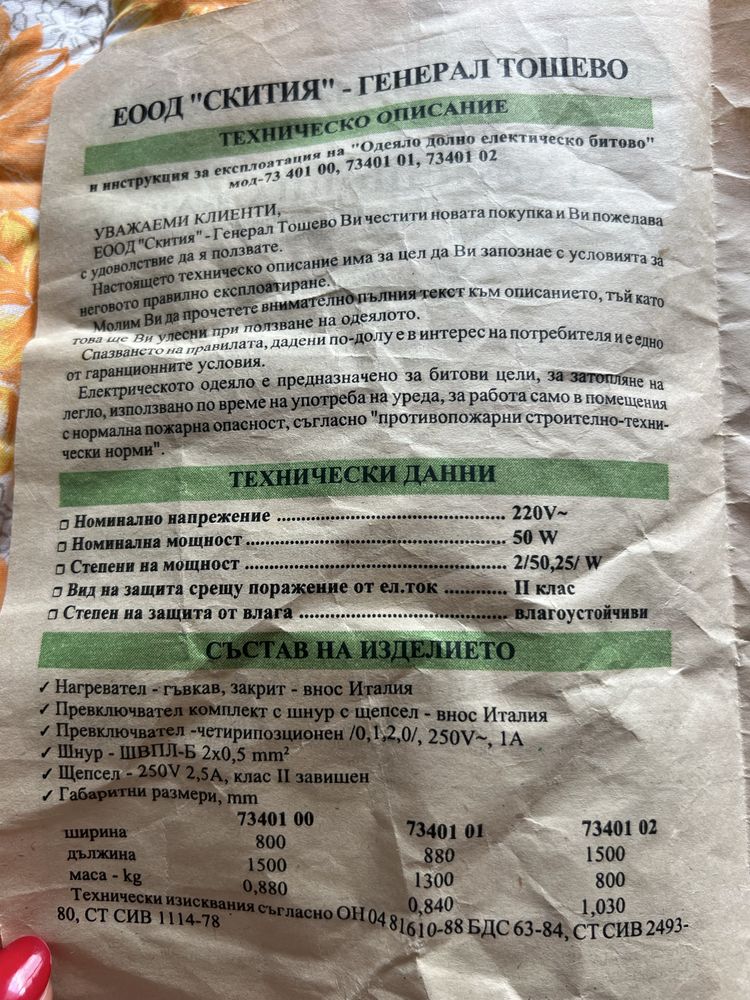 ЕООД "СКИТИЯ" - ГЕНЕРАЛ ТОШЕВО
ТЕХНИЧЕСКО ОПИСАНИЕ
и инструкция за експлоатация на "Одеяло долно електическо битово"
мод-73 401 00, 73401 01, 73401 02
УВАЖАЕМИ КЛИЕНТИ,
ЕООД "Скития" - Генерал Тошево Ви честити новата покупка и Ви пожелава
с удоволствие да я ползвате.
Настоящето техническо описание има за цел да Ви запознае с условията за
неговото правилно експлоатиране.
Молим Ви да прочетете внимателно пълния текст към описанието, тъй като
това ще Ви улесни при ползване на одеялото.
Спазването на правилата, дадени по-долу е в интерес на потребителя и е едно
от гаранционните условия.
Електрическото одеяло е предназначено за битови цели, за затопляне на
легло, използвано по време на употреба на уреда, за работа само в помещения
с нормална пожарна опасност, съгласно "противопожарни строително-техни-
чески норми".
ТЕХНИЧЕСКИ ДАННИ
❒ Номинално напрежение ........................................ 220V~
❒ Номинална мощност ............................................. 50 W
❒ Степени на мощност ............................................. 2/50,25/ W
❒ Вид на защита срещу поражение от ел.ток ............ II клас
❒ Степен на защита от влага ..................................... влагоустойчиви
СЪСТАВ НА ИЗДЕЛИЕТО
✓ Нагревател - гъвкав, закрит - внос Италия
✓ Превключвател комплект с шнур с щепсел - внос Италия
✓ Превключвател -четирипозционен /0,1,2,0/, 250V~, 1A
✓ Шнур - ШВПЛ-Б 2х0,5 mm²
✓ Щепсел - 250V 2,5A, клас II завишен
✓ Габаритни размери, mm
73401 00 73401 01 73401 02
ширина 800 880 1500
дължина 1500 1300 800
маса - kg 0,880 0,840 1,030
Технически изисквания съгласно ОН 04 81610-88 БДС 63-84, СТ СИВ 2493-
80, СТ СИВ 1114-78